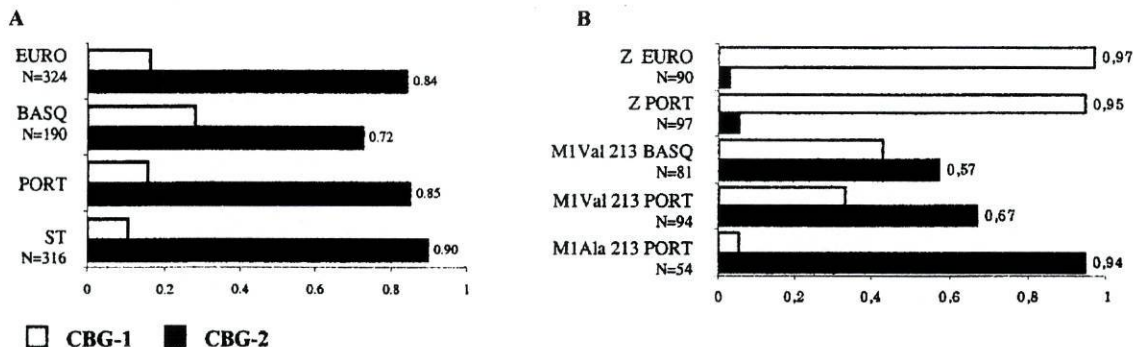 A
EURO
N=324
0.84
BASQ
N=190
0.72
PORT
0.85
ST
N=316
0.90
0 0.2 0.4 0.6 0.8 1
CBG-1 CBG-2
B
Z EURO
N=90
0,97
Z PORT
N=97
0,95
M1Val 213 BASQ
N=81
0,57
M1Val 213 PORT
N=94
0,67
M1Ala 213 PORT
N=54
0,94
0 0,2 0,4 0,6 0,8 1